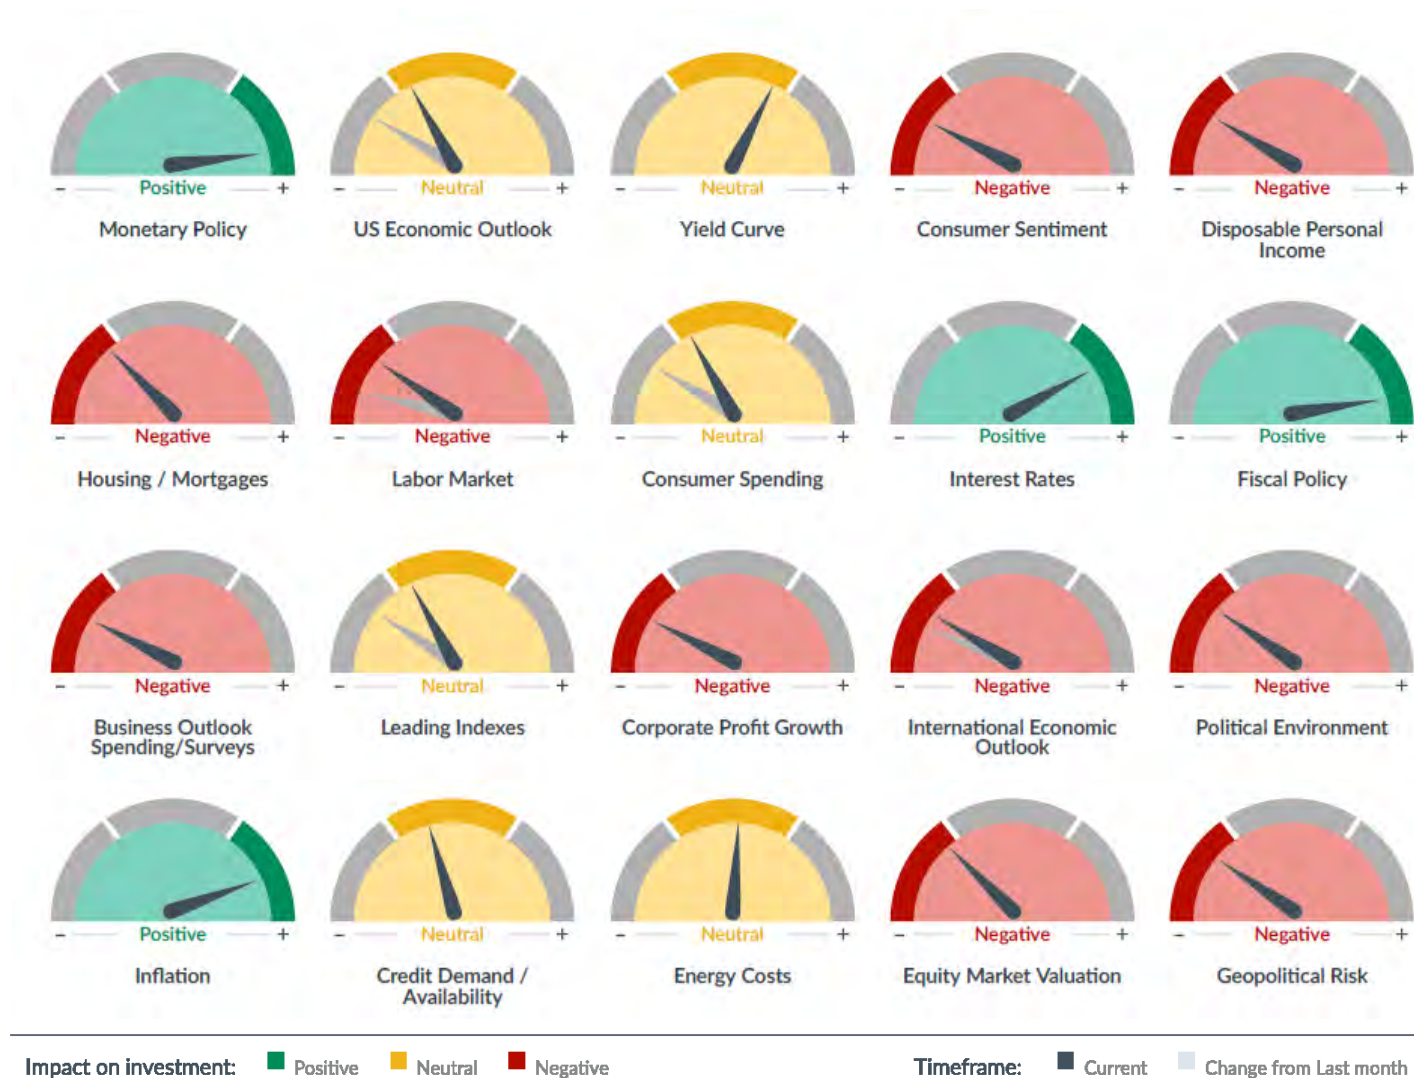 - Positive + - Neutral + - Neutral + - Negative + - Negative +
Monetary Policy US Economic Outlook Yield Curve Consumer Sentiment Disposable Personal
Income
- Negative + - Negative + - Neutral + - Positive + - Positive +
Housing / Mortgages Labor Market Consumer Spending Interest Rates Fiscal Policy
- Negative + - Neutral + - Negative + - Negative + - Negative +
Business Outlook Leading Indexes Corporate Profit Growth International Economic Political Environment
Spending/Surveys Outlook
- Positive + - Neutral + - Neutral + - Negative + - Negative +
Inflation Credit Demand / Energy Costs Equity Market Valuation Geopolitical Risk
Availability
Impact on investment: Positive Neutral Negative Timeframe: Current Change from Last month